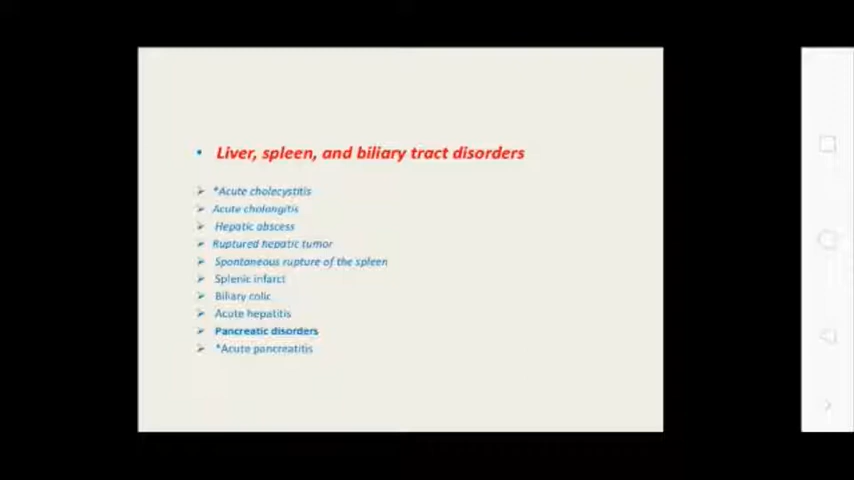 • Liver, spleen, and biliary tract disorders
➢ *Acute cholecystitis
➢ Acute cholangitis
➢ Hepatic abscess
➢ Ruptured hepatic tumor
➢ Spontaneous rupture of the spleen
➢ Splenic infarct
➢ Biliary colic
➢ Acute hepatitis
➢ Pancreatic disorders
➢ *Acute pancreatitis